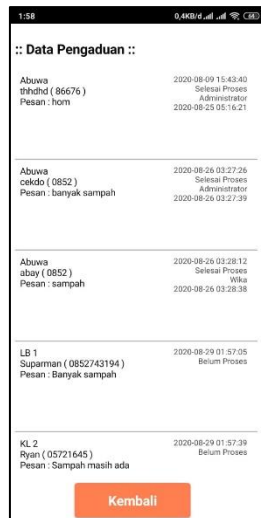 1:58
0,4KB/d
:: Data Pengaduan ::
Abuwa
thhdhd ( 86676 )
Pesan : hom
2020-08-09 15:43:40
Selesai Proses
Administrator
2020-08-25 05:16:21
Abuwa
cekdo ( 0852 )
Pesan : banyak sampah
2020-08-26 03:27:26
Selesai Proses
Administrator
2020-08-26 03:27:39
Abuwa
abay ( 0852 )
Pesan : sampah
2020-08-26 03:28:12
Selesai Proses
Wika
2020-08-26 03:28:38
LB 1
Suparman ( 0852743194 )
Pesan : Banyak sampah
2020-08-29 01:57:05
Belum Proses
KL 2
Ryan ( 05721645 )
Pesan : Sampah masih ada
2020-08-29 01:57:39
Belum Proses
Kembali